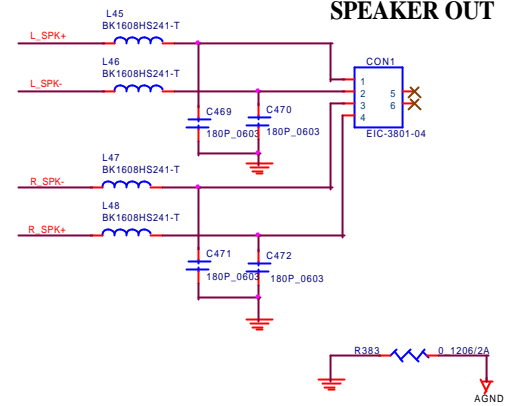 SPEAKER OUT
L45
BK1608HS241-T
L_SPK+
L46
BK1608HS241-T
L_SPK-
CON1
1
2
3
4
5
6
EIC-3801-04
C469
180P_0603
C470
180P_0603
L47
BK1608HS241-T
R_SPK-
L48
BK1608HS241-T
R_SPK+
C471
180P_0603
C472
180P_0603
R383
0_1206/2A
AGND